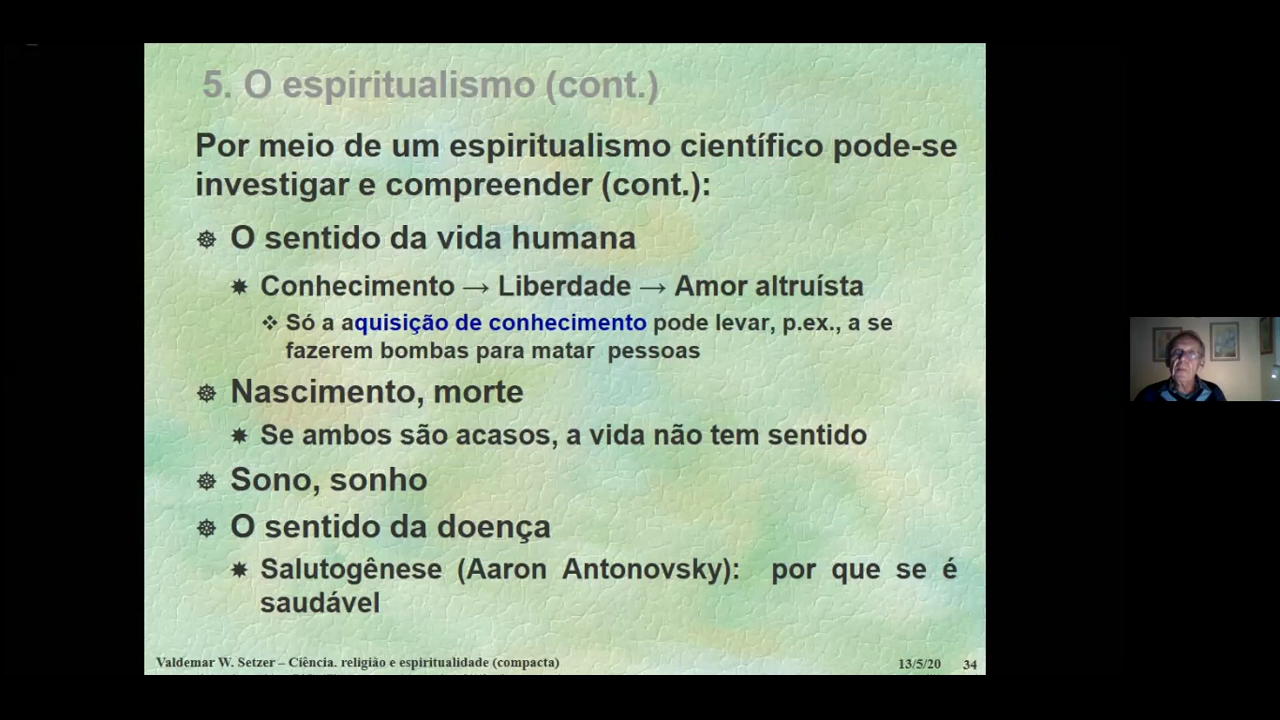 5. O espiritualismo (cont.)
Por meio de um espiritualismo científico pode-se
investigar e compreender (cont.):
O sentido da vida humana
Conhecimento → Liberdade → Amor altruísta
Só a aquisição de conhecimento pode levar, p.ex., a se
fazerem bombas para matar pessoas
Nascimento, morte
Se ambos são acasos, a vida não tem sentido
Sono, sonho
O sentido da doença
Salutogênese (Aaron Antonovsky): por que se é
saudável
Valdemar W. Setzer – Ciência. religião e espiritualidade (compacta)
13/5/20 34